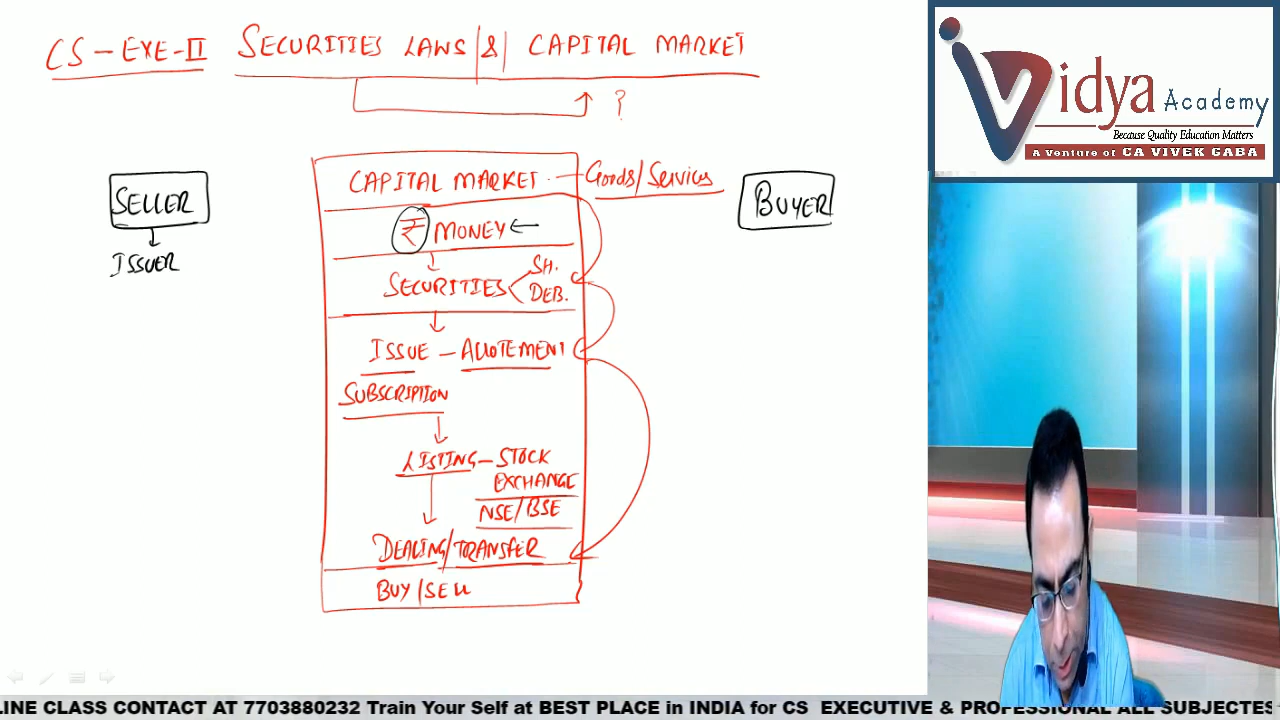 CS-EXE-II SECURITIES LAWS & CAPITAL MARKET
?
CAPITAL MARKET - Goods/Services
₹ MONEY
SECURITIES SH.
DEB.
ISSUE - ALLOTEMENT
SUBSCRIPTION
LISTING - STOCK
EXCHANGE
NSE/BSE
DEALING/TRANSFER
BUY/SELL
SELLER
ISSUER
BUYER
Vidya Academy
Because Quality Education Matters
A Venture of CA VIVEK GABA
LINE CLASS CONTACT AT 7703880232 Train Your Self at BEST PLACE in INDIA for CS EXECUTIVE & PROFESSIONAL ALL SUBJECTES